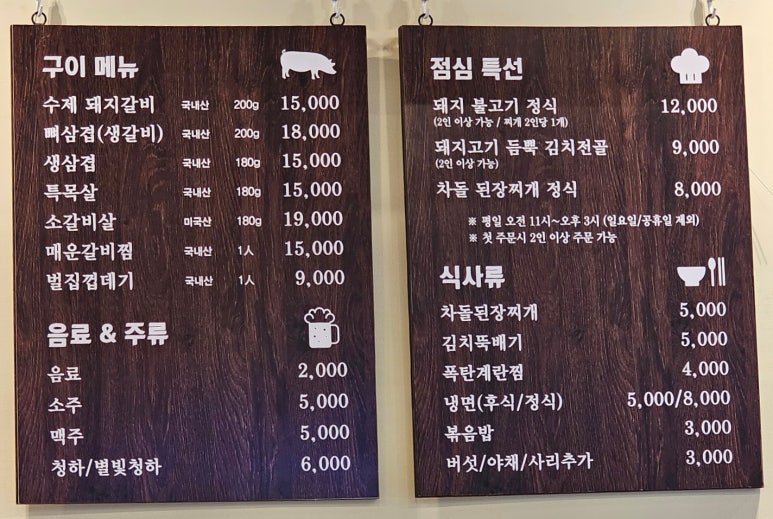 구이 메뉴
수제 돼지갈비 국내산 200g 15,000
뼈삼겹(생갈비) 국내산 200g 18,000
생삼겹 국내산 180g 15,000
특목살 국내산 180g 15,000
소갈비살 미국산 180g 19,000
매운갈비찜 국내산 1人 15,000
벌집껍데기 국내산 1人 9,000
음료 & 주류
음료 2,000
소주 5,000
맥주 5,000
청하/별빛청하 6,000
점심 특선
돼지 불고기 정식 12,000
(2인 이상 가능 / 찌개 2인당 1개)
돼지고기 듬뿍 김치전골 9,000
(2인 이상 가능)
차돌 된장찌개 정식 8,000
※ 평일 오전 11시~오후 3시 (일요일/공휴일 제외)
※ 첫 주문시 2인 이상 주문 가능
식사류
차돌된장찌개 5,000
김치뚝배기 5,000
폭탄계란찜 4,000
냉면(후식/정식) 5,000/8,000
볶음밥 3,000
버섯/야채/사리추가 3,000